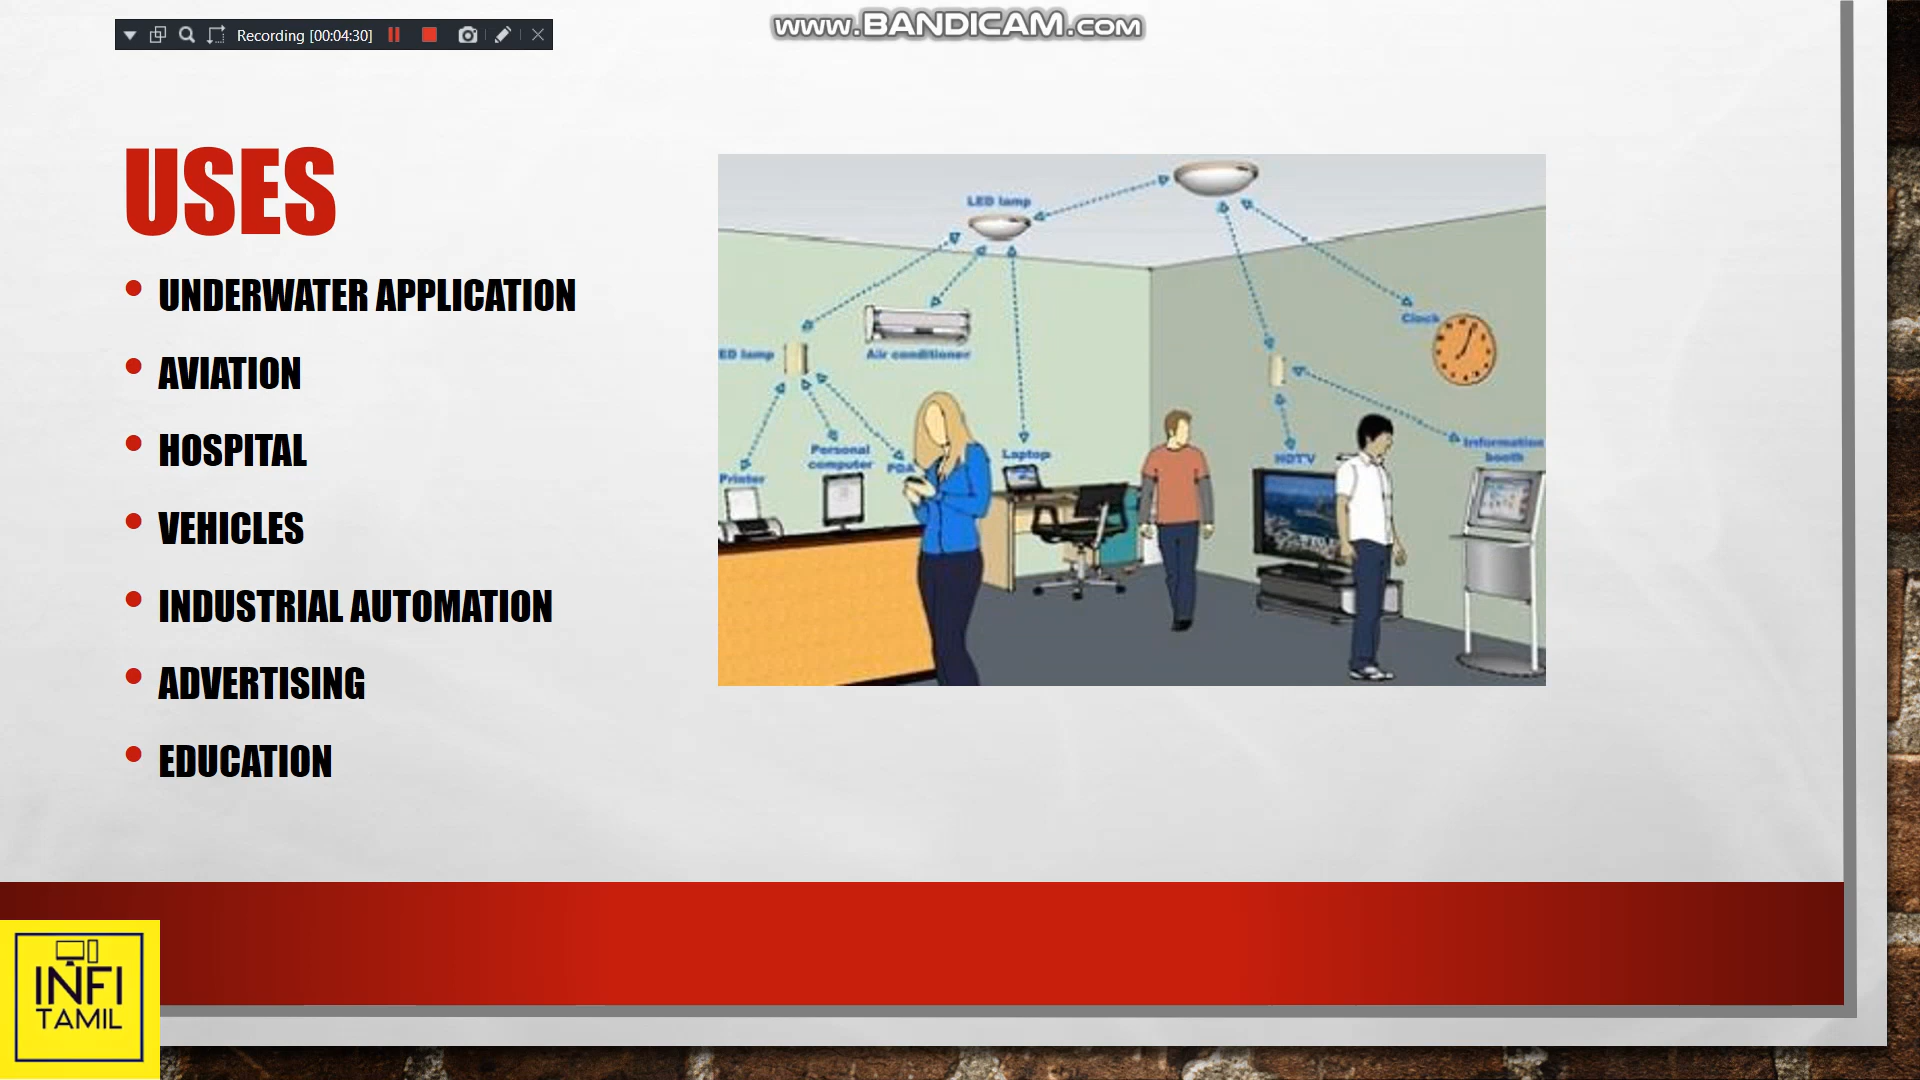 Recording [00:04:30]
www.BANDICAM.com
USES
• UNDERWATER APPLICATION
• AVIATION
• HOSPITAL
• VEHICLES
• INDUSTRIAL AUTOMATION
• ADVERTISING
• EDUCATION
LED lamp
Clock
ED lamp
Air conditioner
Personal
computer
PDA
Laptop
HDTV
Information
booth
Printer
INFI
TAMIL